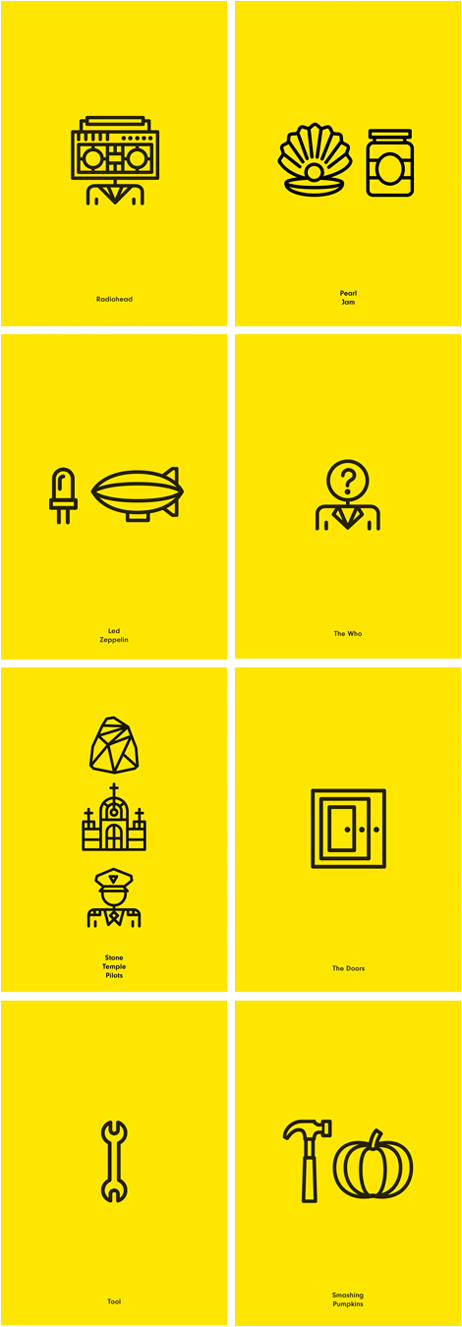 Radiohead
Pearl
Jam
Led
Zeppelin
The Who
Stone
Temple
Pilots
The Doors
Tool
Smashing
Pumpkins